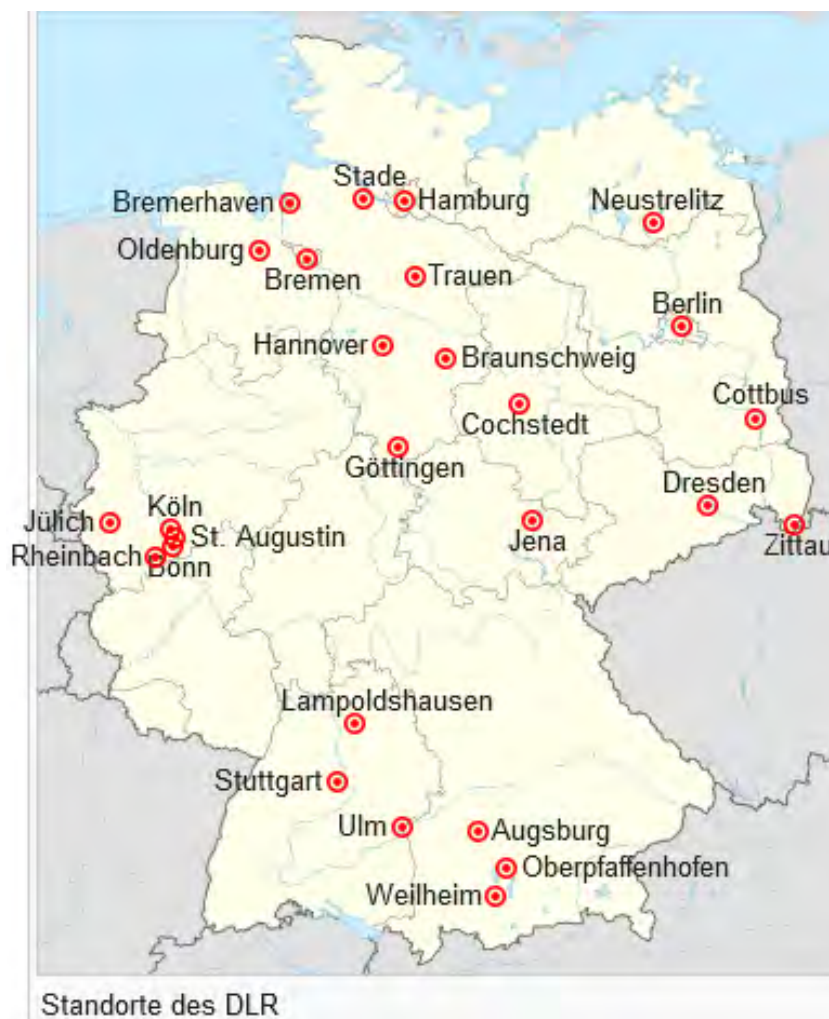 Stade
Bremerhaven
Hamburg
Neustrelitz
Oldenburg
Bremen
Trauen
Berlin
Hannover
Braunschweig
Cottbus
Cochstedt
Göttingen
Dresden
Köln
Jülich
St. Augustin
Jena
Zittau
Rheinbach
Bonn
Lampoldshausen
Stuttgart
Ulm
Augsburg
Oberpfaffenhofen
Weilheim
Standorte des DLR